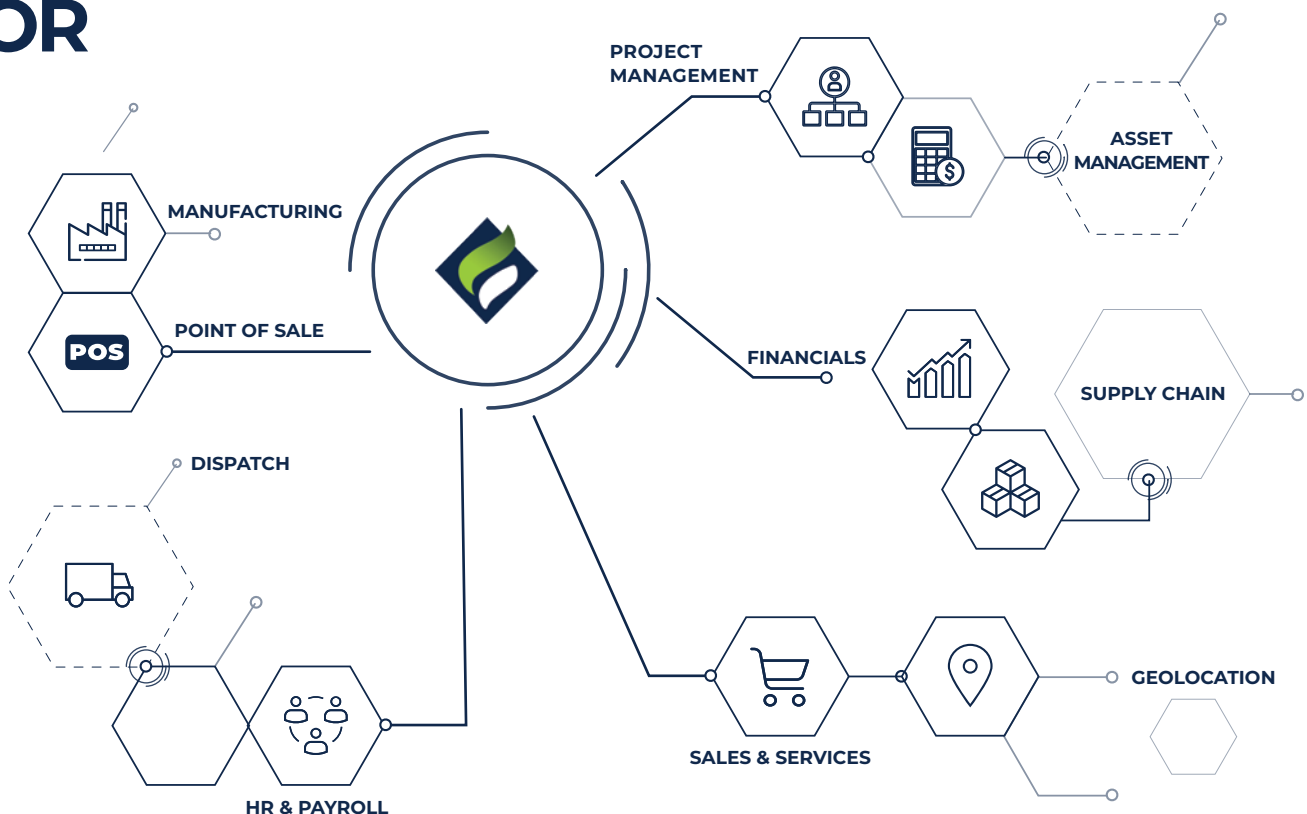 OR
PROJECT
MANAGEMENT
ASSET
MANAGEMENT
$
MANUFACTURING
POINT OF SALE
POS
FINANCIALS
SUPPLY CHAIN
DISPATCH
GEOLOCATION
SALES & SERVICES
HR & PAYROLL